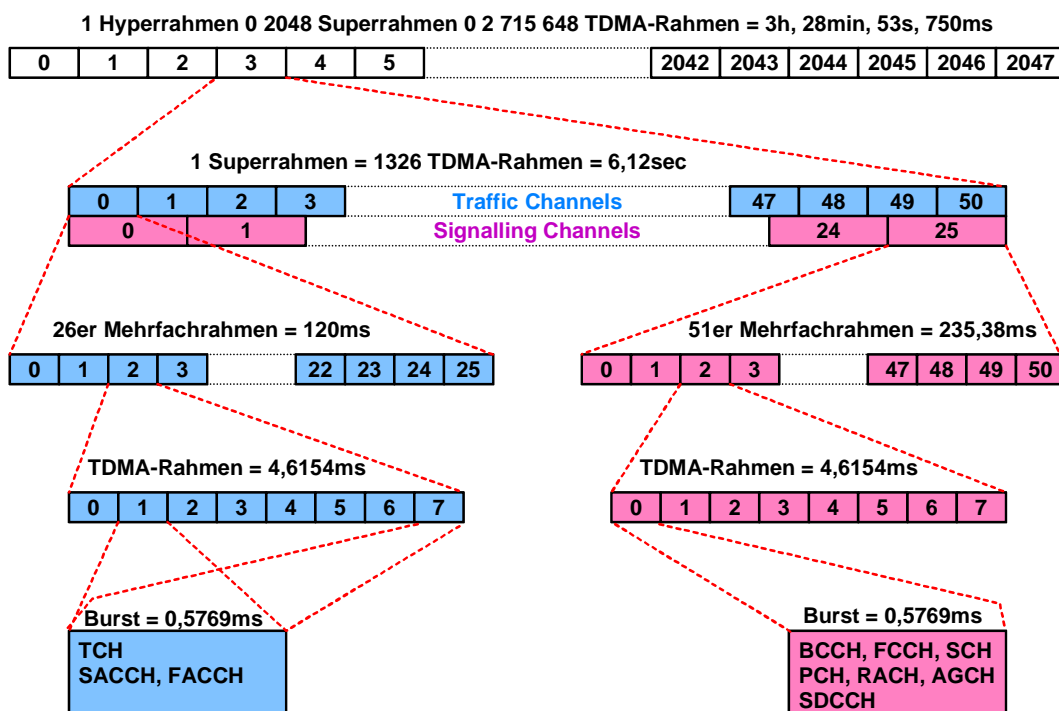 1 Hyperrahmen 0 2048 Superrahmen 0 2 715 648 TDMA-Rahmen = 3h, 28min, 53s, 750ms
0 1 2 3 4 5 2042 2043 2044 2045 2046 2047
1 Superrahmen = 1326 TDMA-Rahmen = 6,12sec
0 1 2 3 Traffic Channels 47 48 49 50
0 1 Signalling Channels 24 25
26er Mehrfachrahmen = 120ms 51er Mehrfachrahmen = 235,38ms
0 1 2 3 22 23 24 25 0 1 2 3 47 48 49 50
TDMA-Rahmen = 4,6154ms TDMA-Rahmen = 4,6154ms
0 1 2 3 4 5 6 7 0 1 2 3 4 5 6 7
Burst = 0,5769ms Burst = 0,5769ms
TCH
SACCH, FACCH
BCCH, FCCH, SCH
PCH, RACH, AGCH
SDCCH